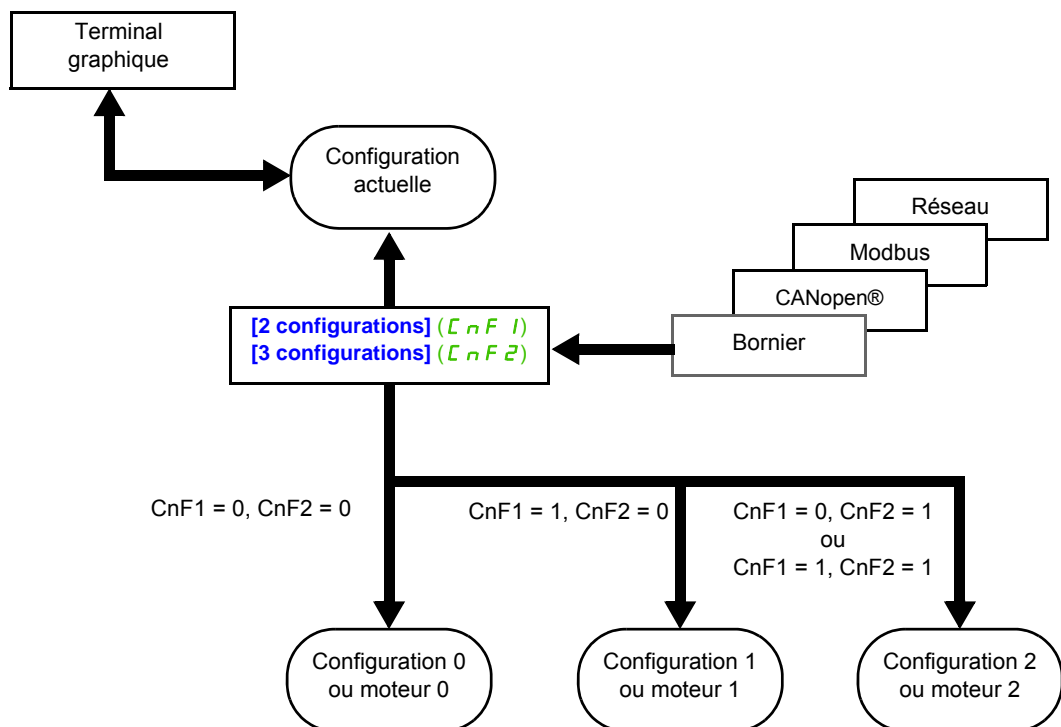 Terminal
graphique
Configuration
actuelle
Réseau
Modbus
CANopen®
Bornier
[2 configurations] (CnF1)
[3 configurations] (CnF2)
CnF1 = 0, CnF2 = 0
CnF1 = 1, CnF2 = 0
CnF1 = 0, CnF2 = 1
ou
CnF1 = 1, CnF2 = 1
Configuration 0
ou moteur 0
Configuration 1
ou moteur 1
Configuration 2
ou moteur 2